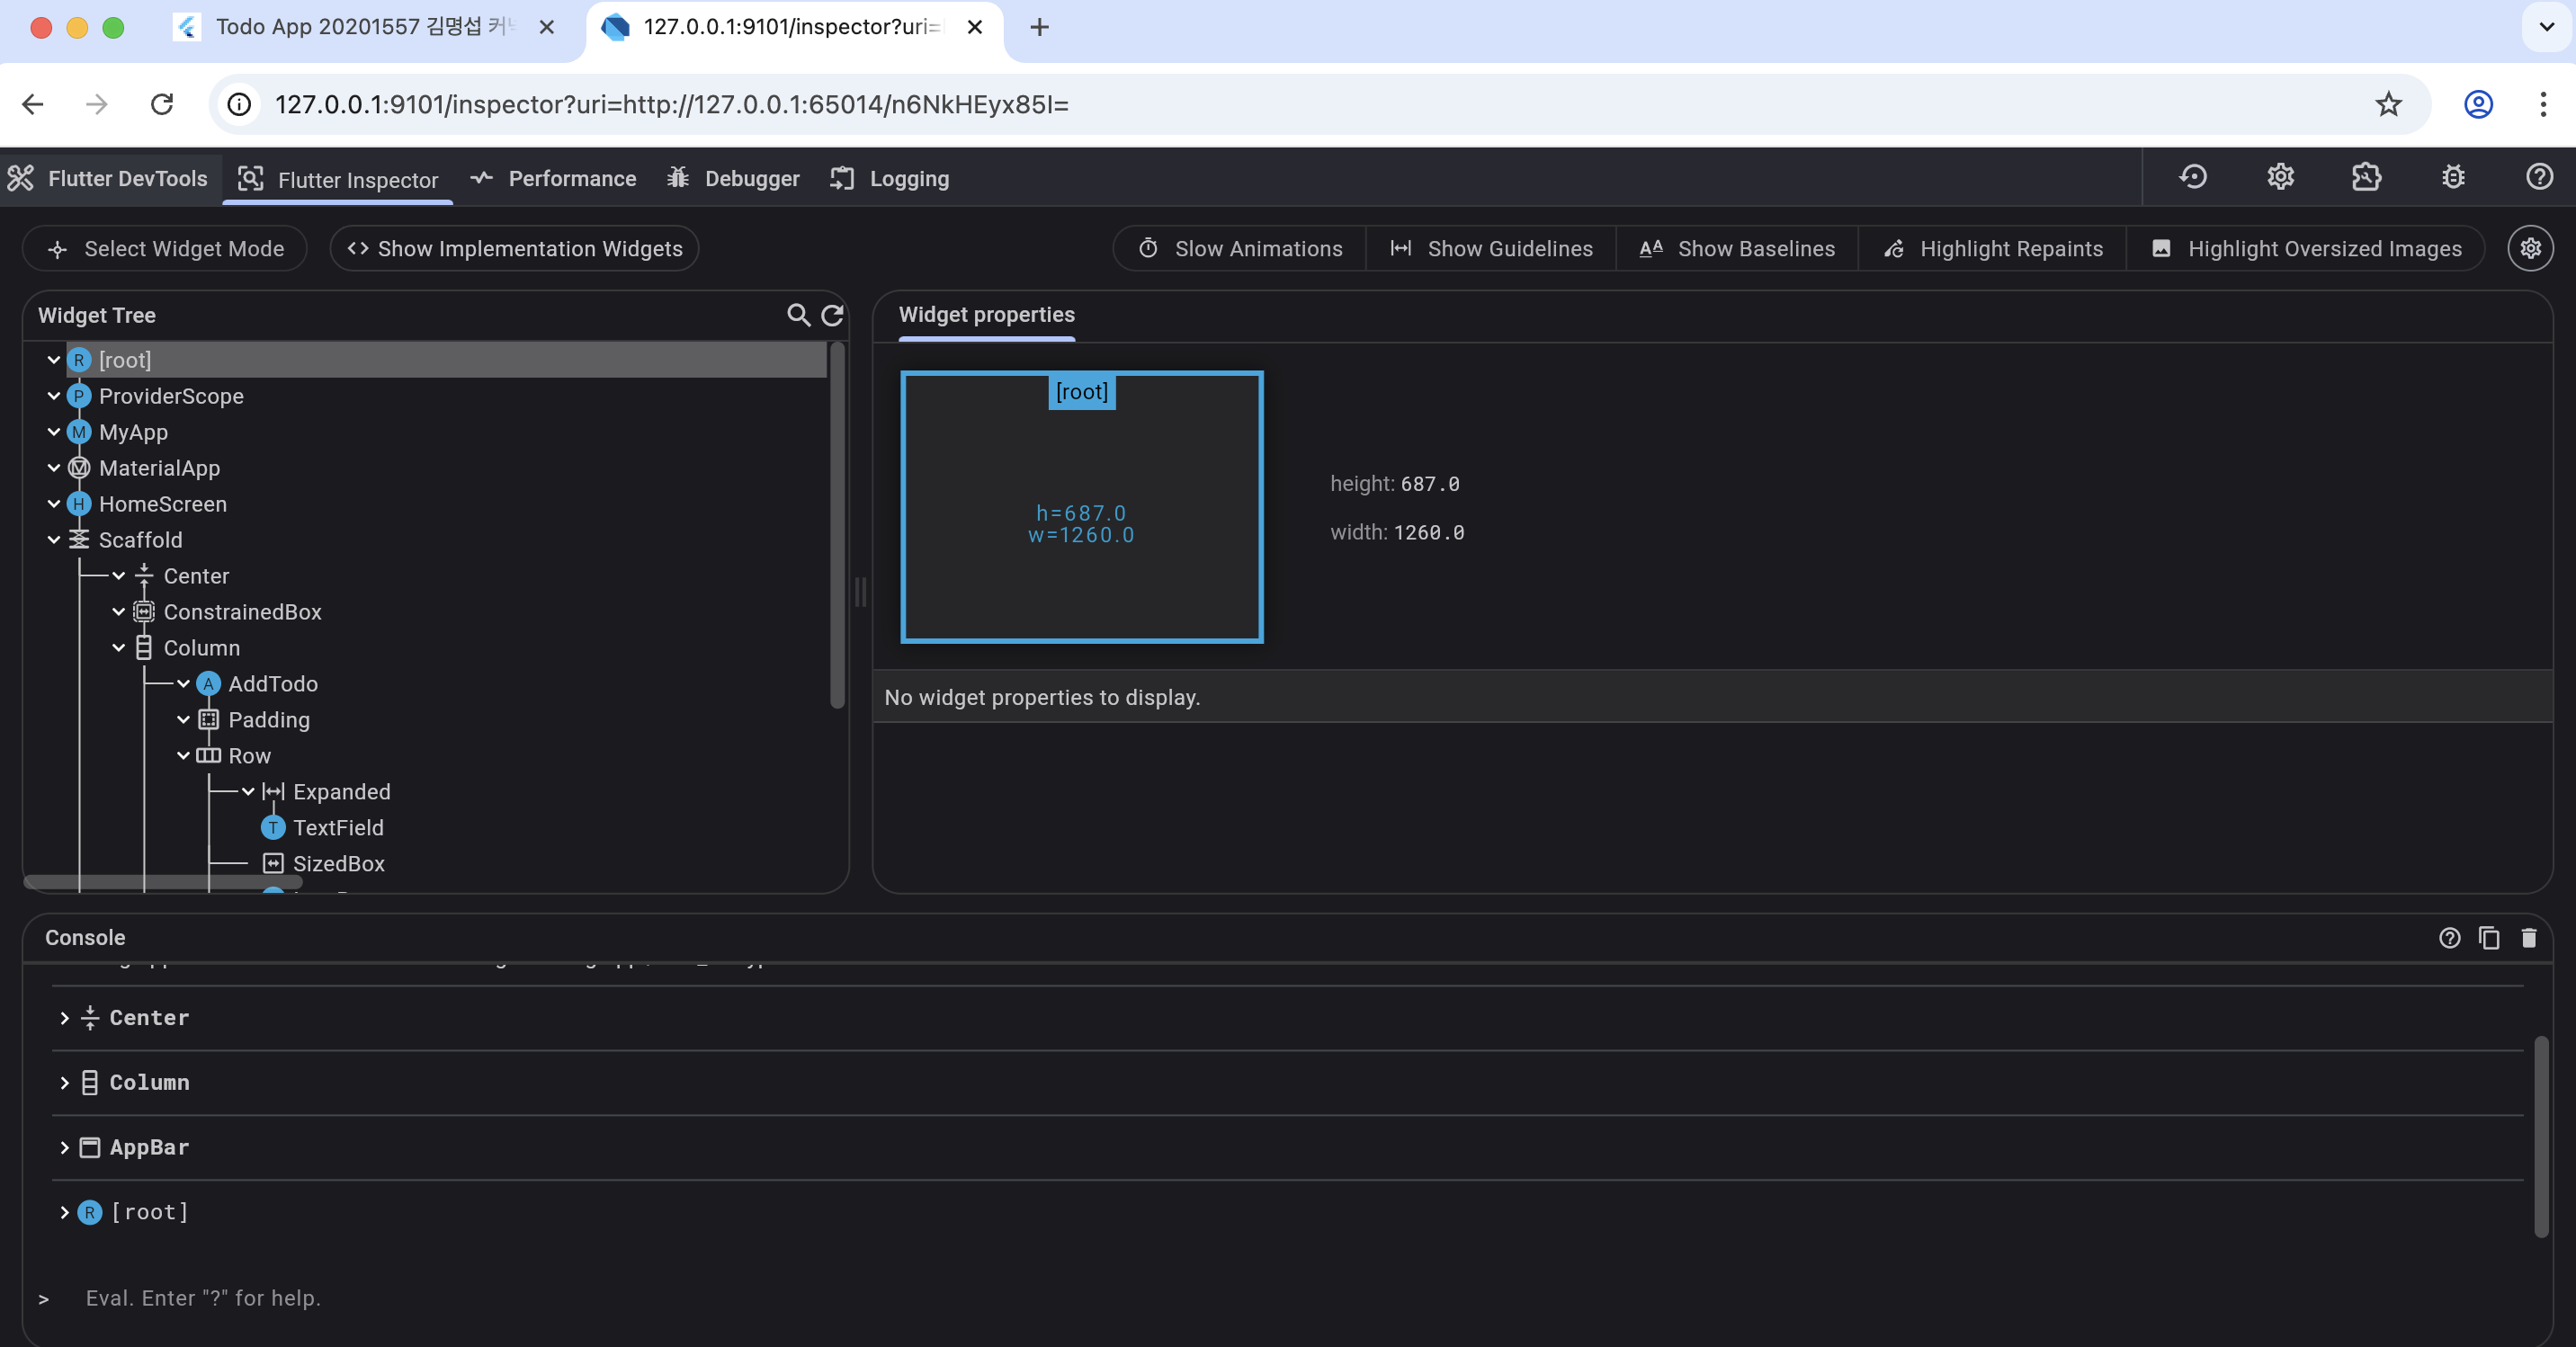 Todo App 20201557 김명섭
127.0.0.1:9101/inspector?uri=
127.0.0.1:9101/inspector?uri=http://127.0.0.1:65014/n6NkHEyx85I=
Flutter DevTools
Flutter Inspector
Performance
Debugger
Logging
Select Widget Mode
Show Implementation Widgets
Slow Animations
Show Guidelines
AA Show Baselines
Highlight Repaints
Highlight Oversized Images
Widget Tree
R [root]
P ProviderScope
M MyApp
MaterialApp
H HomeScreen
Scaffold
Center
ConstrainedBox
Column
A AddTodo
Padding
Row
Expanded
T TextField
SizedBox
Widget properties
[root]
h=687.0
w=1260.0
height: 687.0
width: 1260.0
No widget properties to display.
Console
Center
Column
AppBar
R [root]
> Eval. Enter "?" for help.